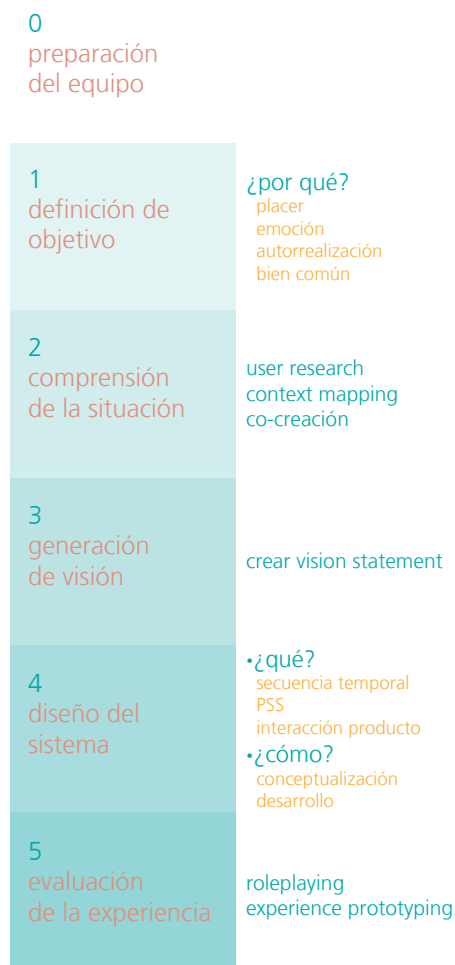 0
preparación
del equipo
1
definición de
objetivo
¿por qué?
placer
emoción
autorrealización
bien común
2
comprensión
de la situación
user research
context mapping
co-creación
3
generación
de visión
crear vision statement
4
diseño del
sistema
•¿qué?
secuencia temporal
PSS
interacción producto
•¿cómo?
conceptualización
desarrollo
5
evaluación
de la experiencia
roleplaying
experience prototyping